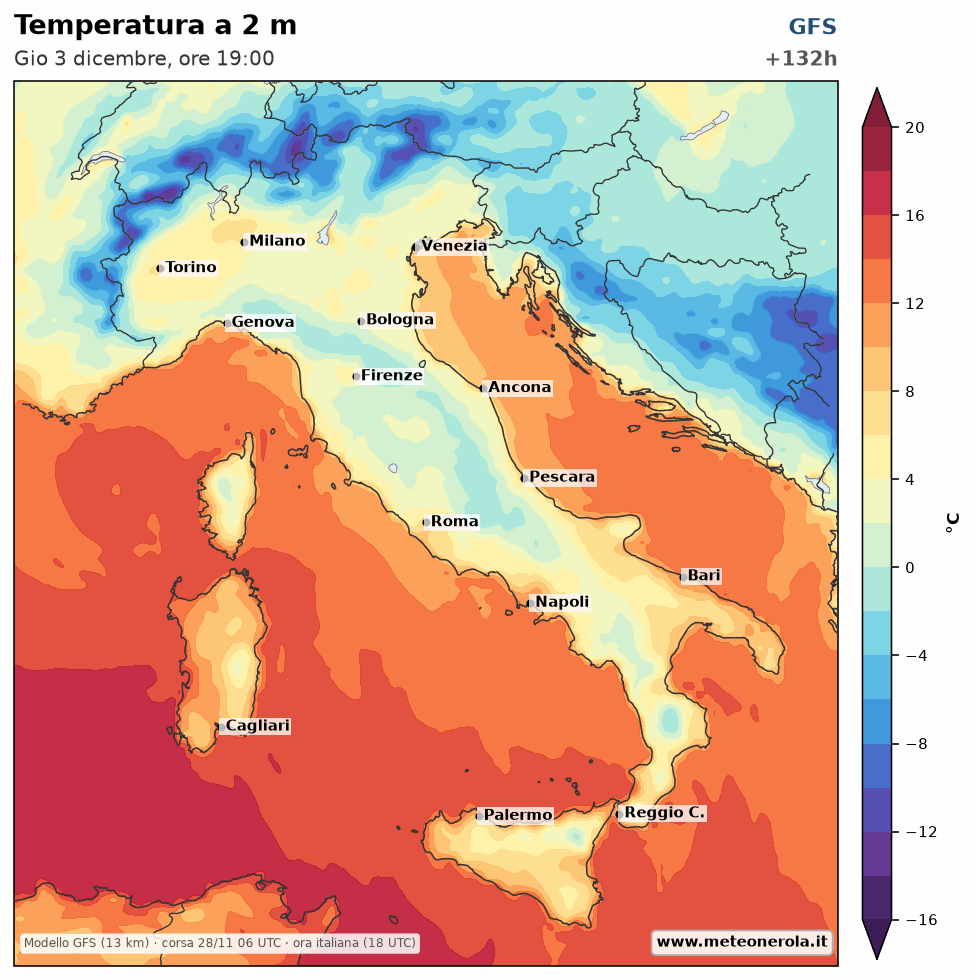 Temperatura a 2 m
GFS
Gio 3 dicembre, ore 19:00
+132h
20
16
12
8
4
0
−4
−8
−12
−16
°C
Milano
Venezia
Torino
Genova
Bologna
Firenze
Ancona
Pescara
Roma
Bari
Napoli
Cagliari
Palermo
Reggio C.
Modello GFS (13 km) · corsa 28/11 06 UTC · ora italiana (18 UTC)
www.meteonerola.it